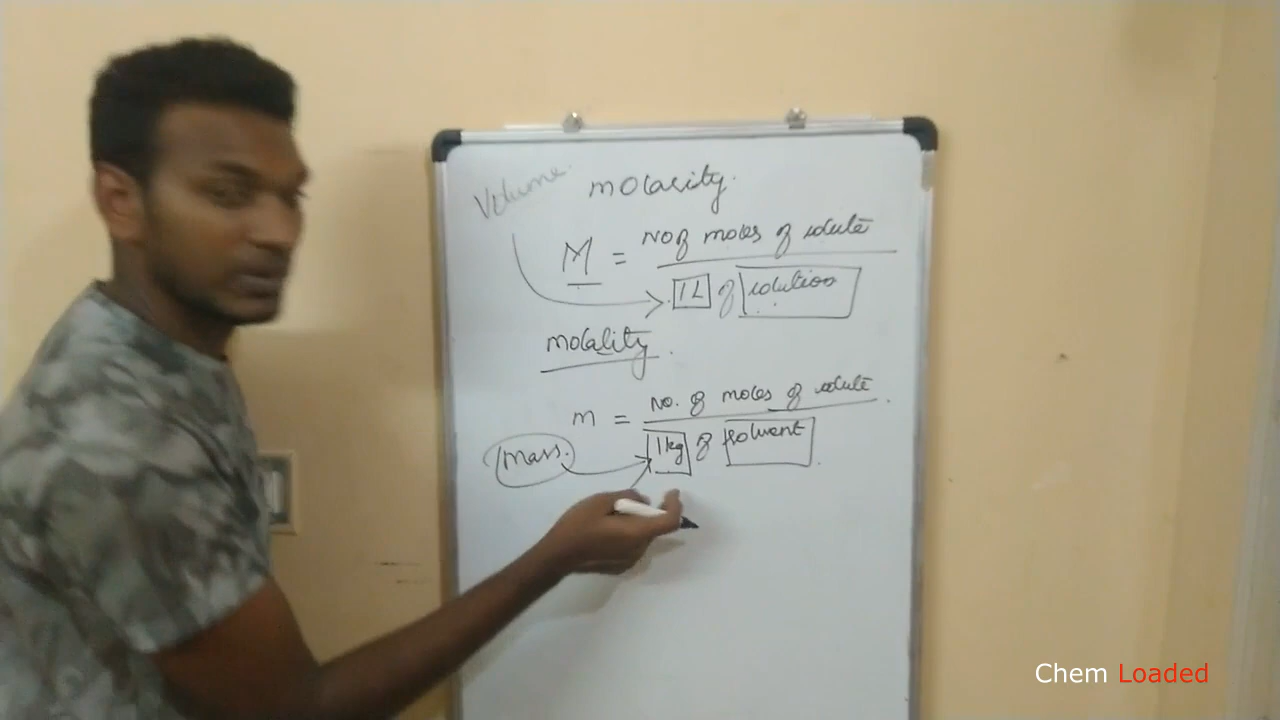 Volume.
molarity.
M = No of moles of solute
1L of solution
molality.
m = No. of moles of solute.
mass.
1kg of solvent.
Chem Loaded